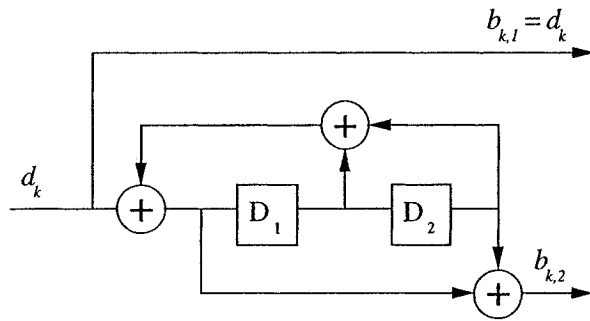 b_{k,1} = d_k
+
d_k
+
D_1
D_2
b_{k,2}
+